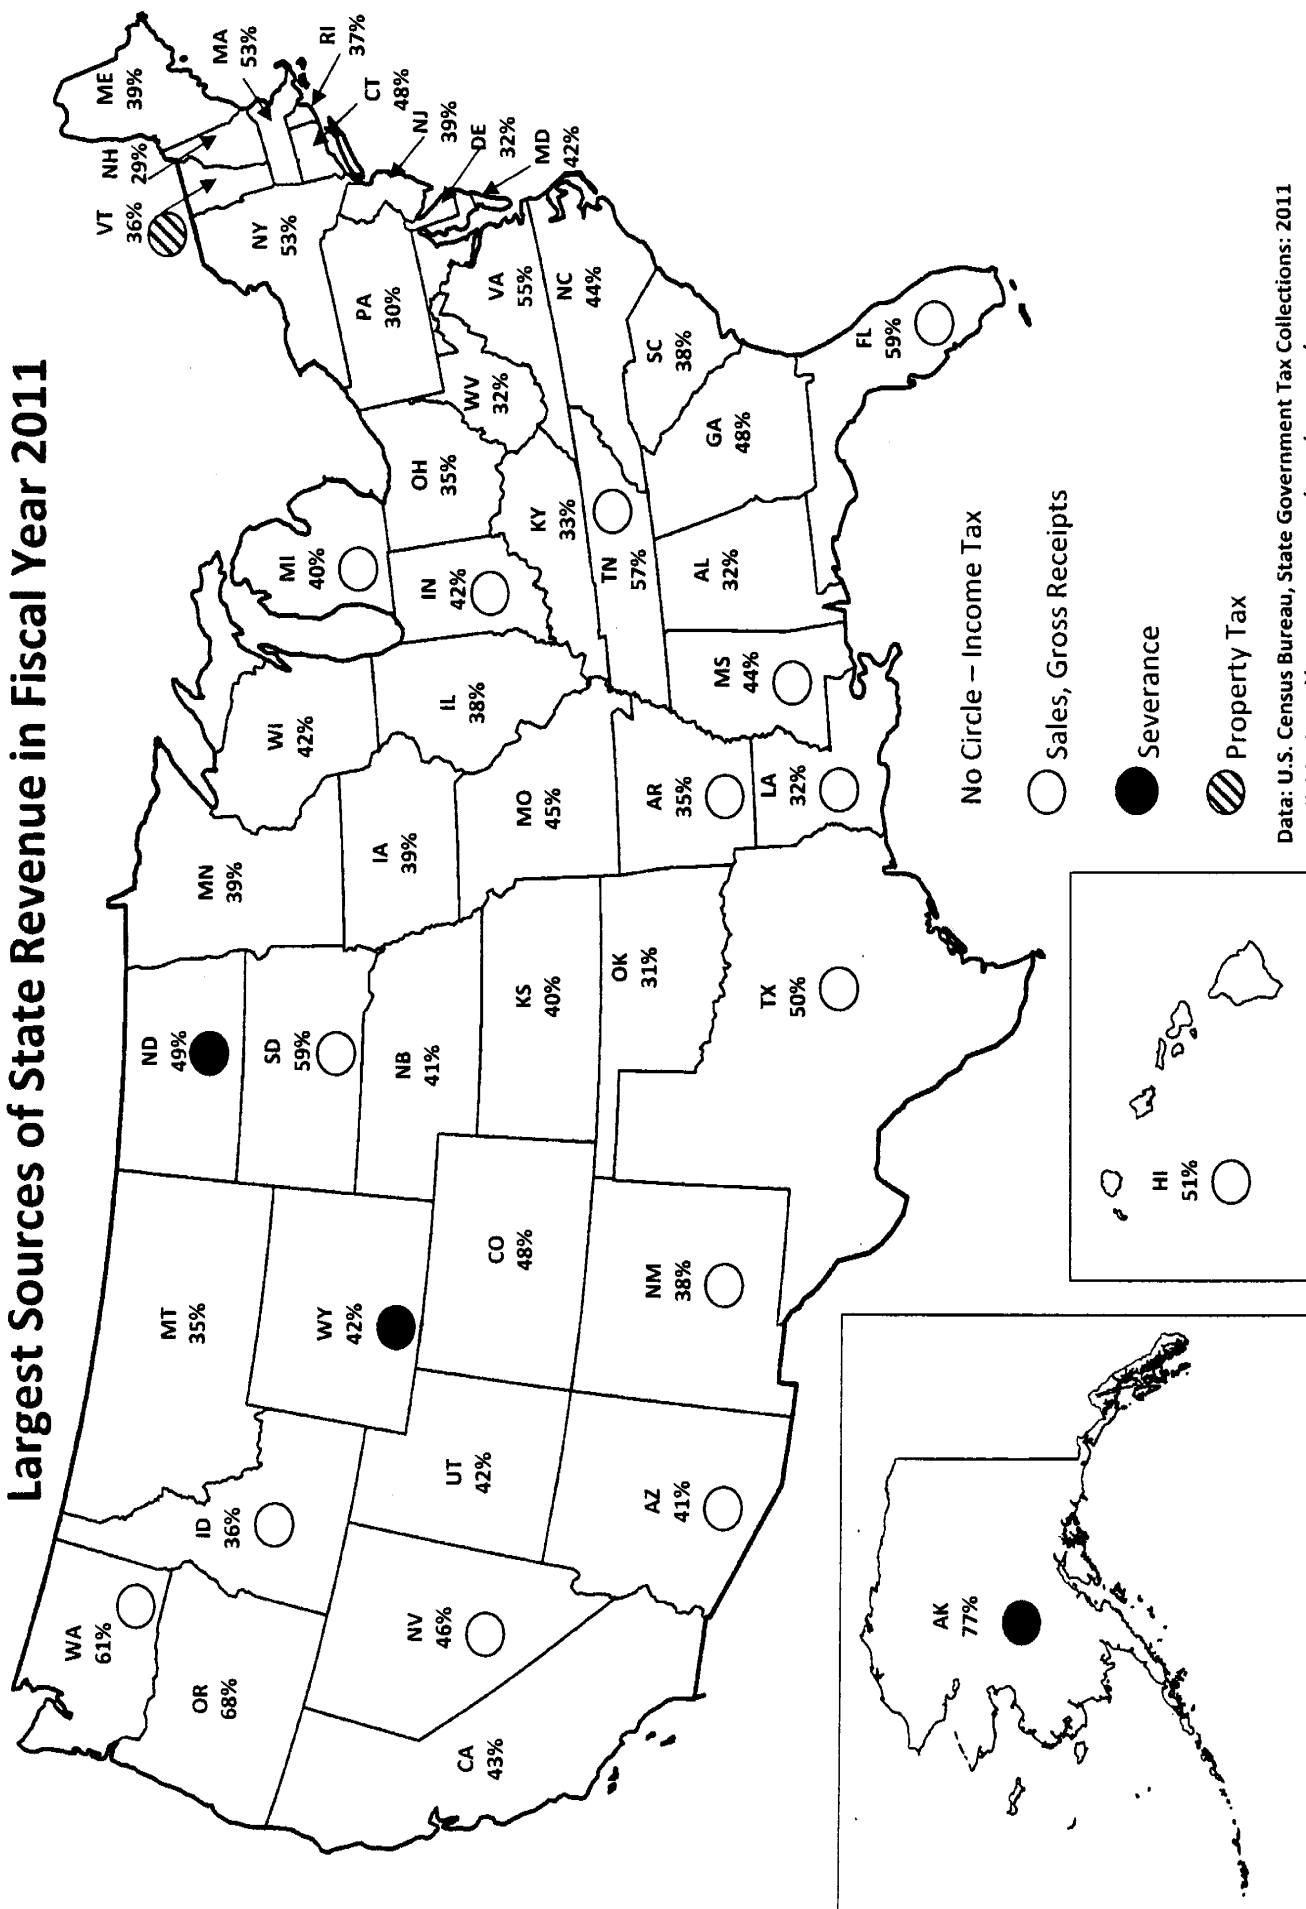 Largest Sources of State Revenue in Fiscal Year 2011
WA
61%
OR
68%
CA
43%
NV
46%
ID
36%
MT
35%
WY
42%
UT
42%
AZ
41%
CO
48%
NM
38%
ND
49%
SD
59%
NB
41%
KS
40%
OK
31%
TX
50%
MN
39%
IA
39%
MO
45%
AR
35%
LA
32%
WI
42%
IL
38%
MS
44%
MI
40%
IN
42%
KY
33%
TN
57%
AL
32%
OH
35%
WV
32%
GA
48%
FL
59%
SC
38%
NC
44%
VA
55%
PA
30%
NY
53%
VT
36%
NH
29%
ME
39%
MA
53%
RI
37%
CT
48%
NJ
39%
DE
32%
MD
42%
AK
77%
HI
51%
No Circle – Income Tax
Sales, Gross Receipts
Severance
Property Tax
Data: U.S. Census Bureau, State Government Tax Collections: 2011